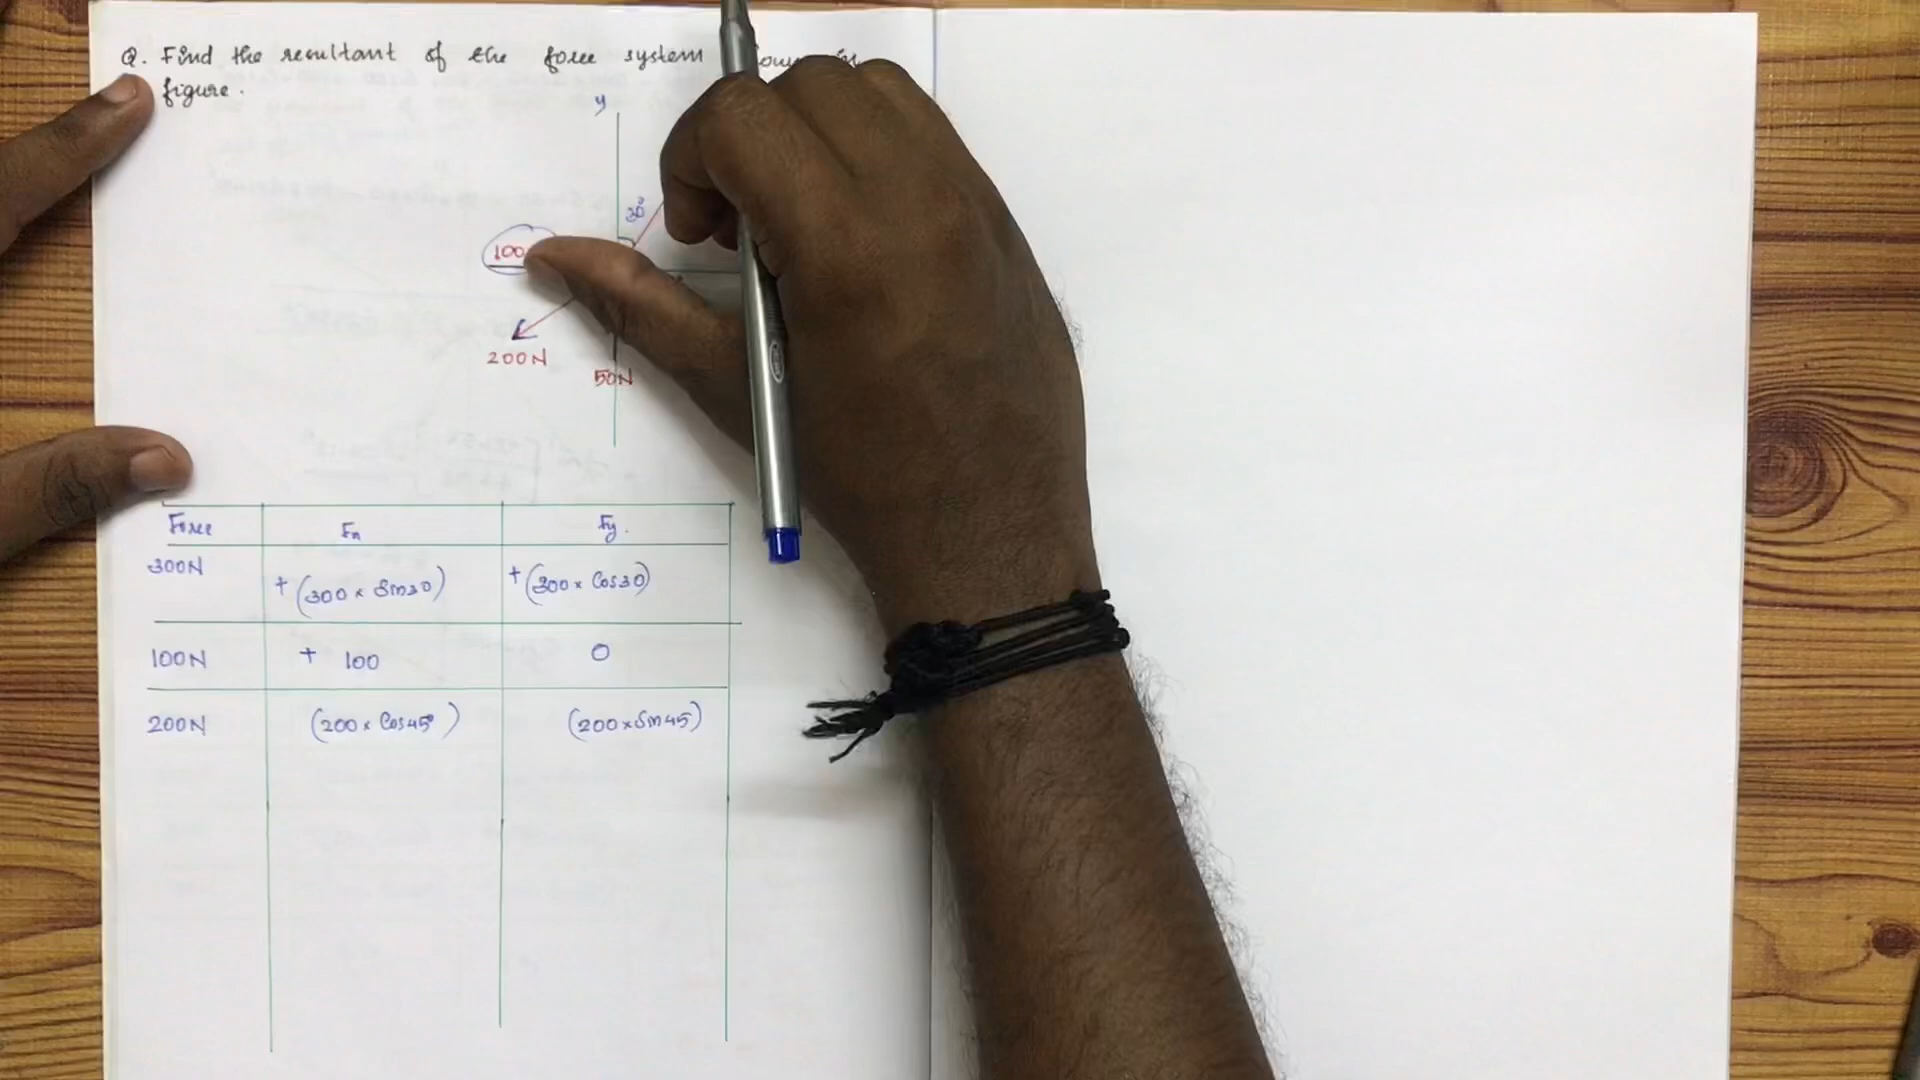 Q. Find the resultant of the force system
figure.
y
30°
100
200N
50N
Force Fx Fy.
300N +(300 × Sin30) +(300 × Cos30)
100N + 100 0
200N (200 × Cos45°) (200 × Sin45)